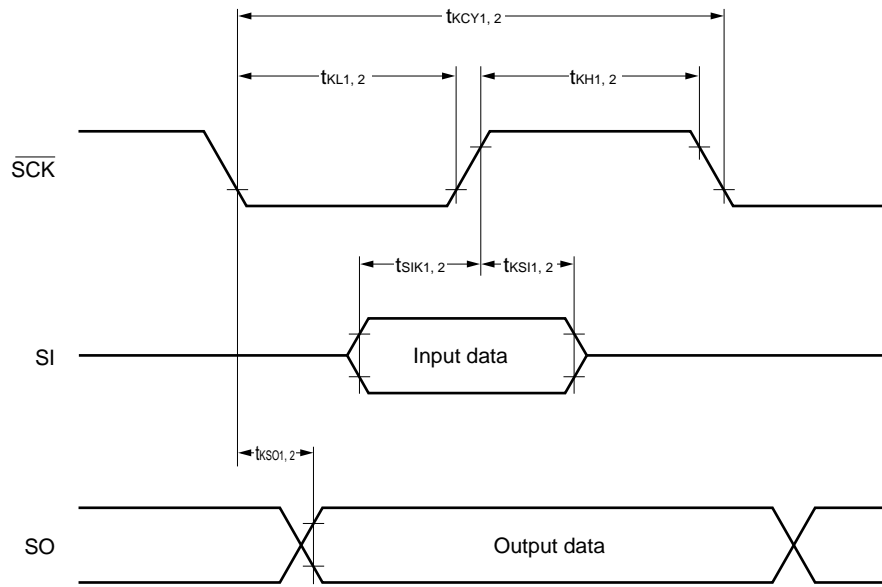 tKCY1, 2
tKL1, 2
tKH1, 2
SCK
tSIK1, 2
tKSI1, 2
SI
Input data
tKSO1, 2
SO
Output data